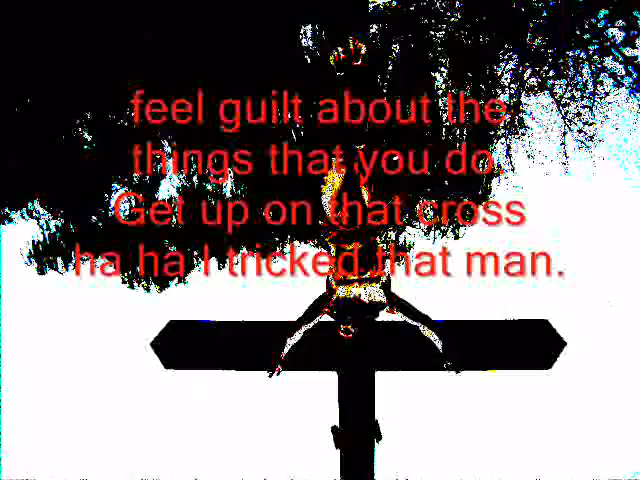 feel guilt about the
things that you do.
Get up on that cross
ha ha I tricked that man.